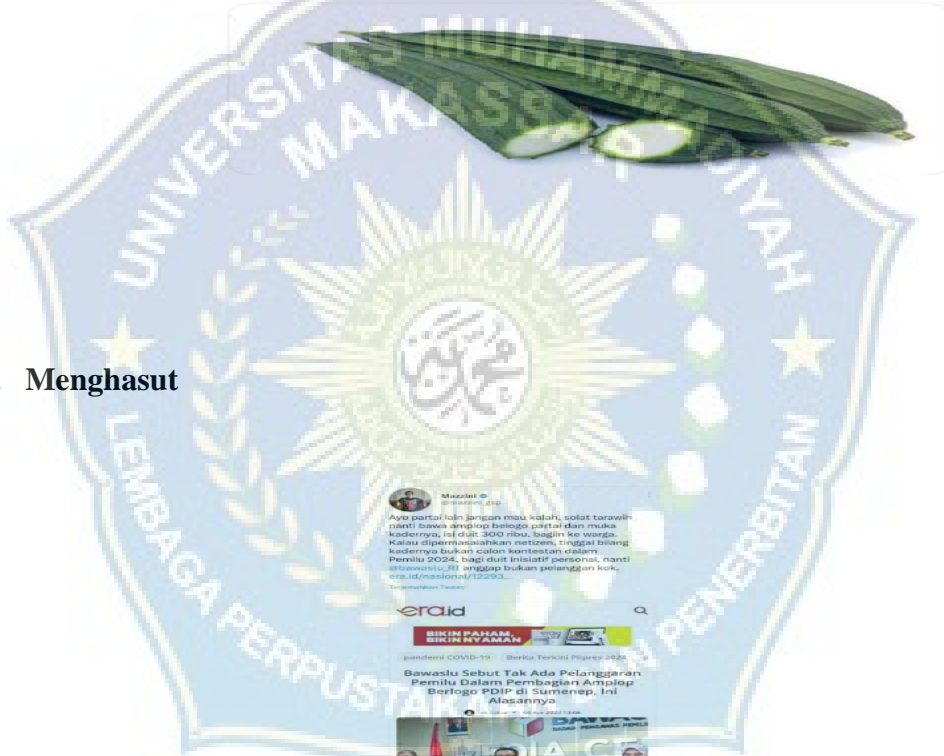 UNIVERSITAS MUHAMMADIYAH
MAKASSAR
Menghasut
Mazzini
@mazzini_gsp
Ayo partai lain jangan mau kalah, solat tarawih
nanti bawa amplop belogo partai dan muka
kadernya, isi duit 300 ribu, bagiin ke warga.
Kalau dipermasalahkan netizen, tinggal bilang
kadernya bukan calon kontestan dalam
Pemilu 2024, bagi duit inisiatif personal, nanti
@bawaslu_RI anggap bukan pelanggan kok.
era.id/nasional/12293...
Terjemahkan Tweet
era.id
BIKIN PAHAM,
BIKIN NYAMAN
pandemi COVID-19 Berita Terkini Pilpres 2024
Bawaslu Sebut Tak Ada Pelanggaran
Pemilu Dalam Pembagian Amplop
Berlogo PDIP di Sumenep, Ini
Alasannya
BAWAS
MEDIA CE
LEMBAGA PERPUSTAKAAN DAN PENERBITAN